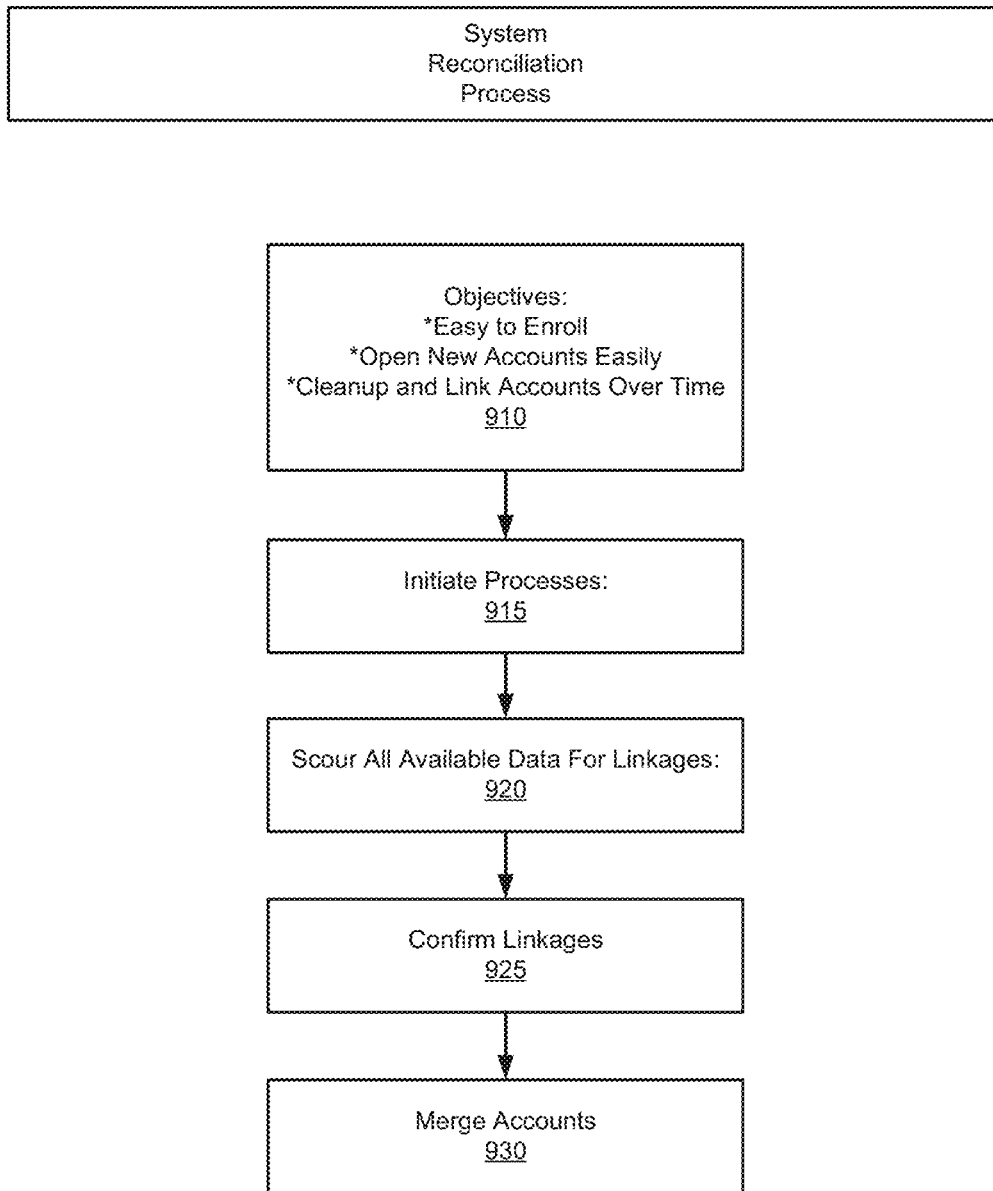 System
Reconciliation
Process
Objectives:
*Easy to Enroll
*Open New Accounts Easily
*Cleanup and Link Accounts Over Time
910
Initiate Processes:
915
Scour All Available Data For Linkages:
920
Confirm Linkages
925
Merge Accounts
930